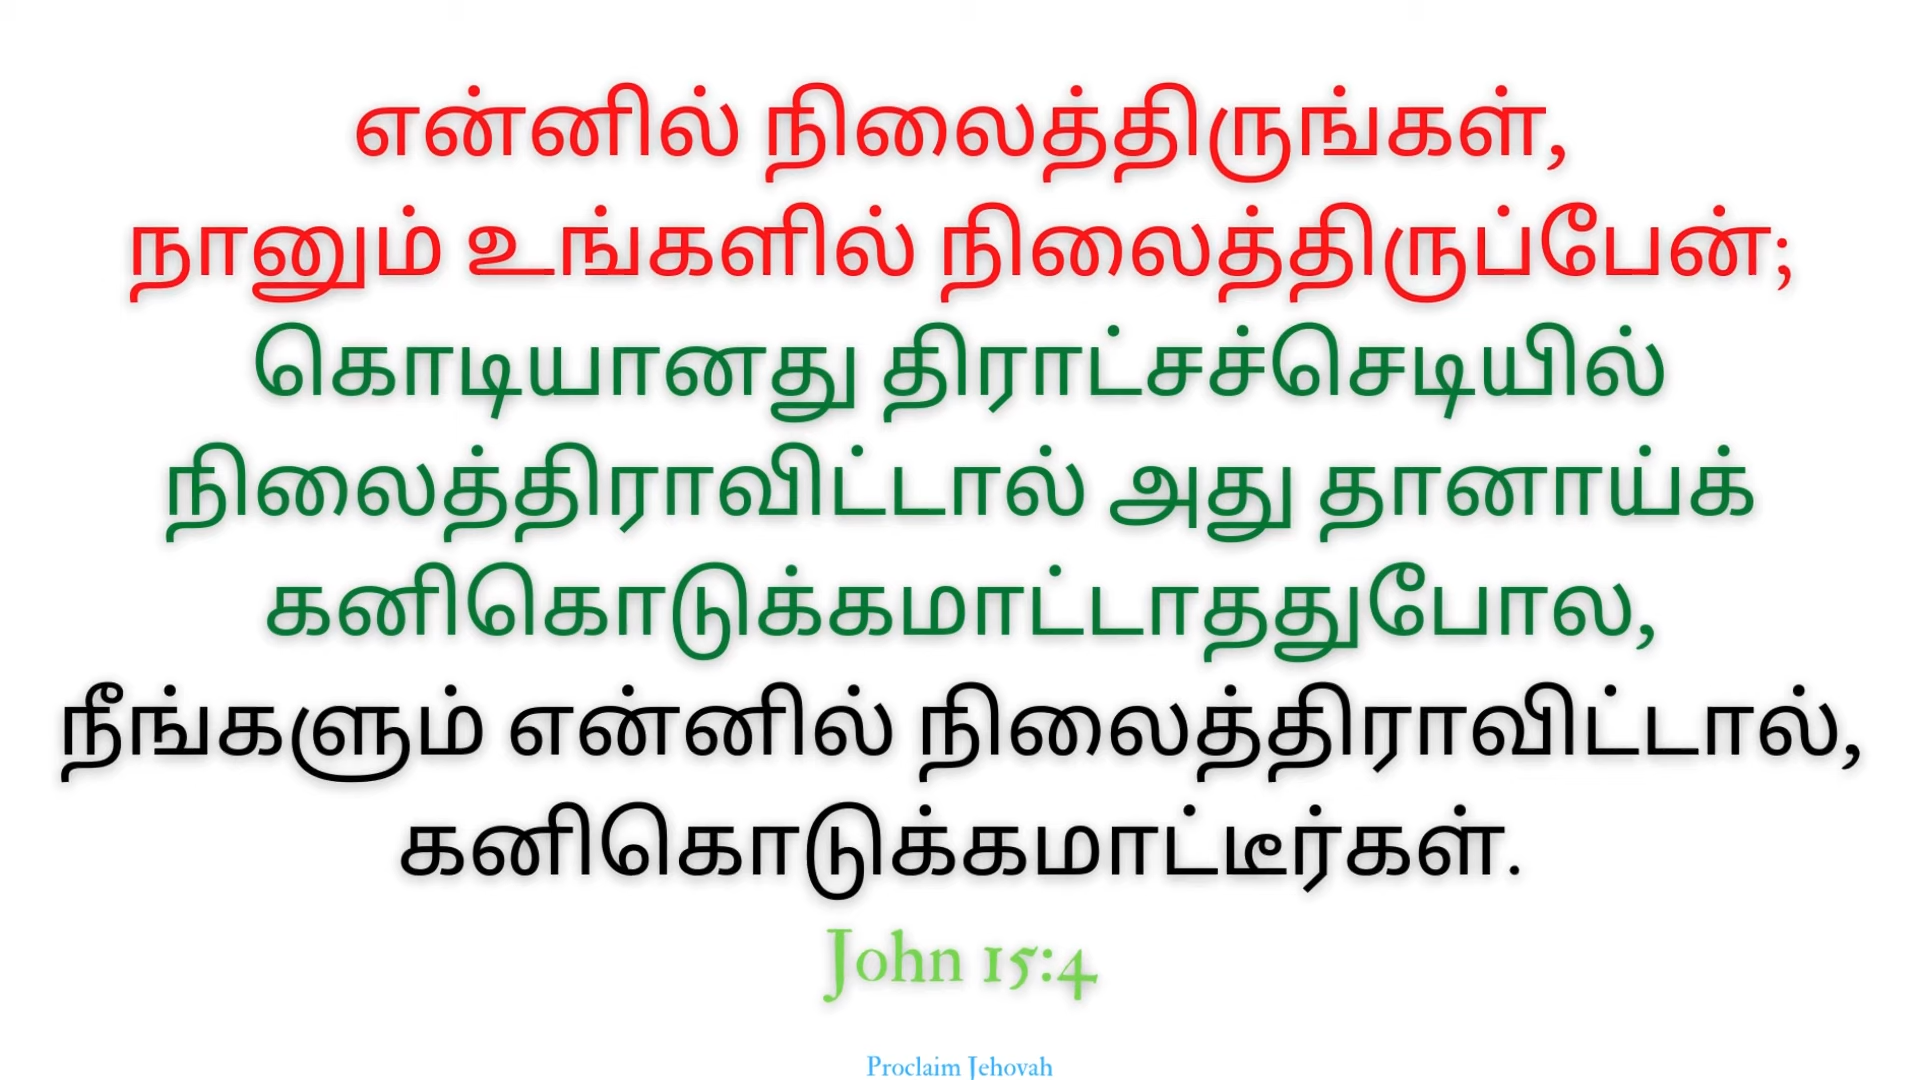 என்னில் நிலைத்திருங்கள்,
நானும் உங்களில் நிலைத்திருப்பேன்;
கொடியானது திராட்சச்செடியில்
நிலைத்திராவிட்டால் அது தானாய்க்
கனிகொடுக்கமாட்டாததுபோல,
நீங்களும் என்னில் நிலைத்திராவிட்டால்,
கனிகொடுக்கமாட்டீர்கள்.
John 15:4
Proclaim Jehovah